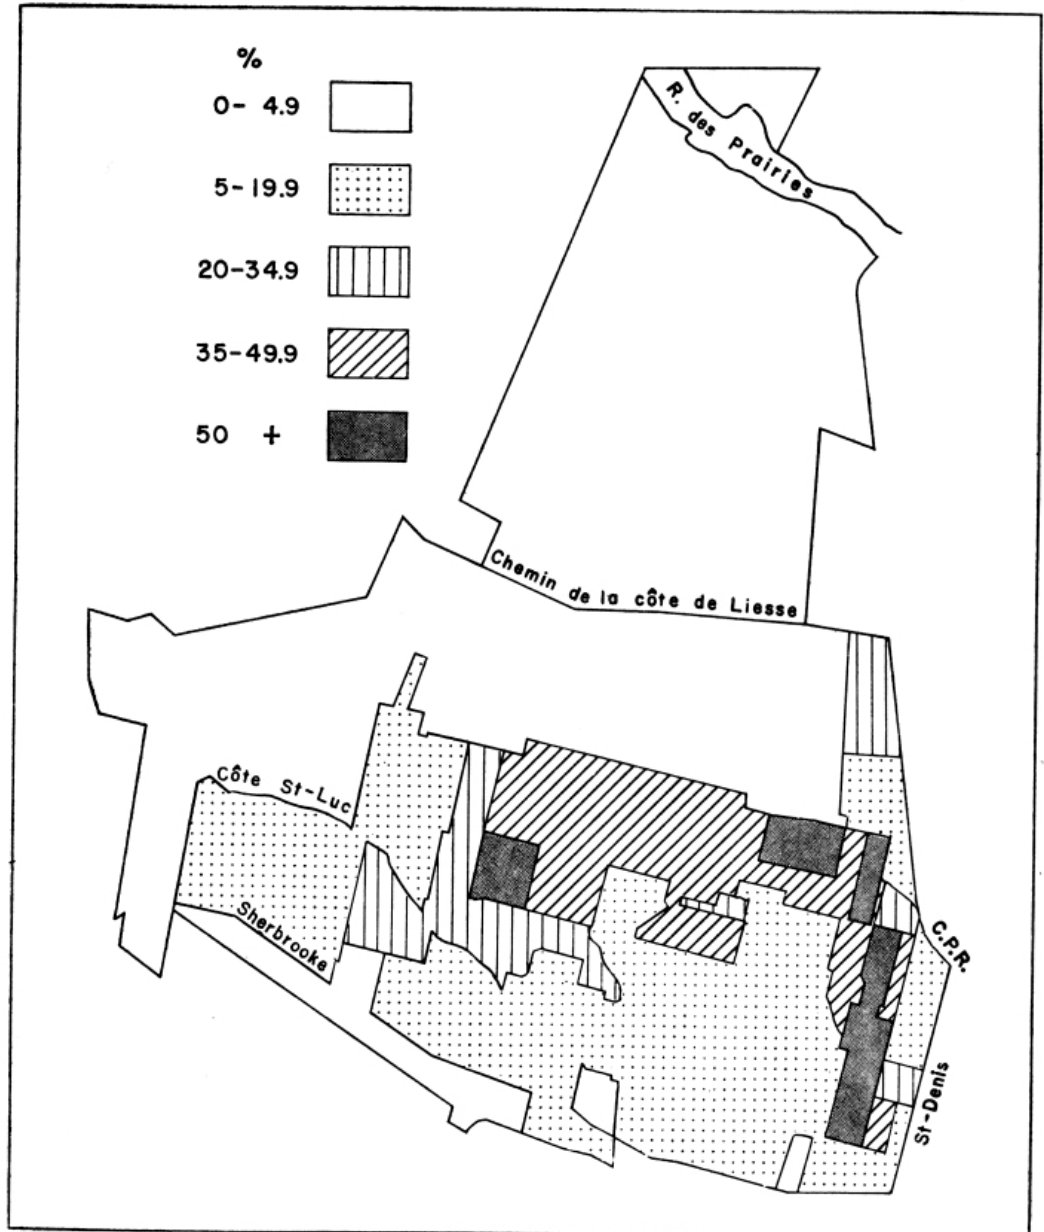 %
0- 4.9
5-19.9
20-34.9
35-49.9
50 +
R. des Prairies
Chemin de la côte de Liesse
Côte St-Luc
Sherbrooke
C.P.R.
St-Denis